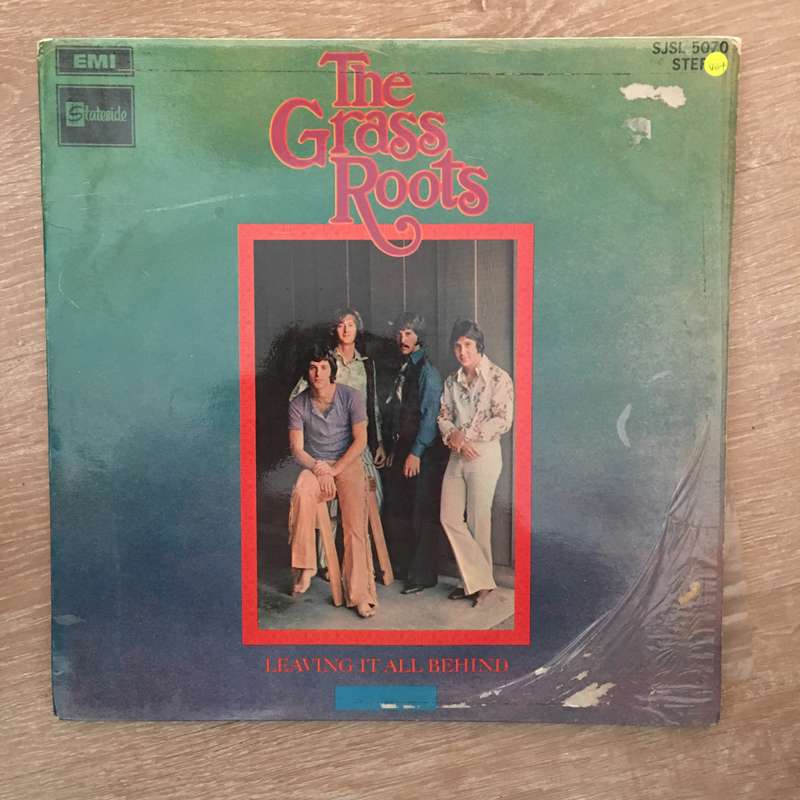 EMI
Stateside
SJSL 5070
STER
The
Grass
Roots
LEAVING IT ALL BEHIND